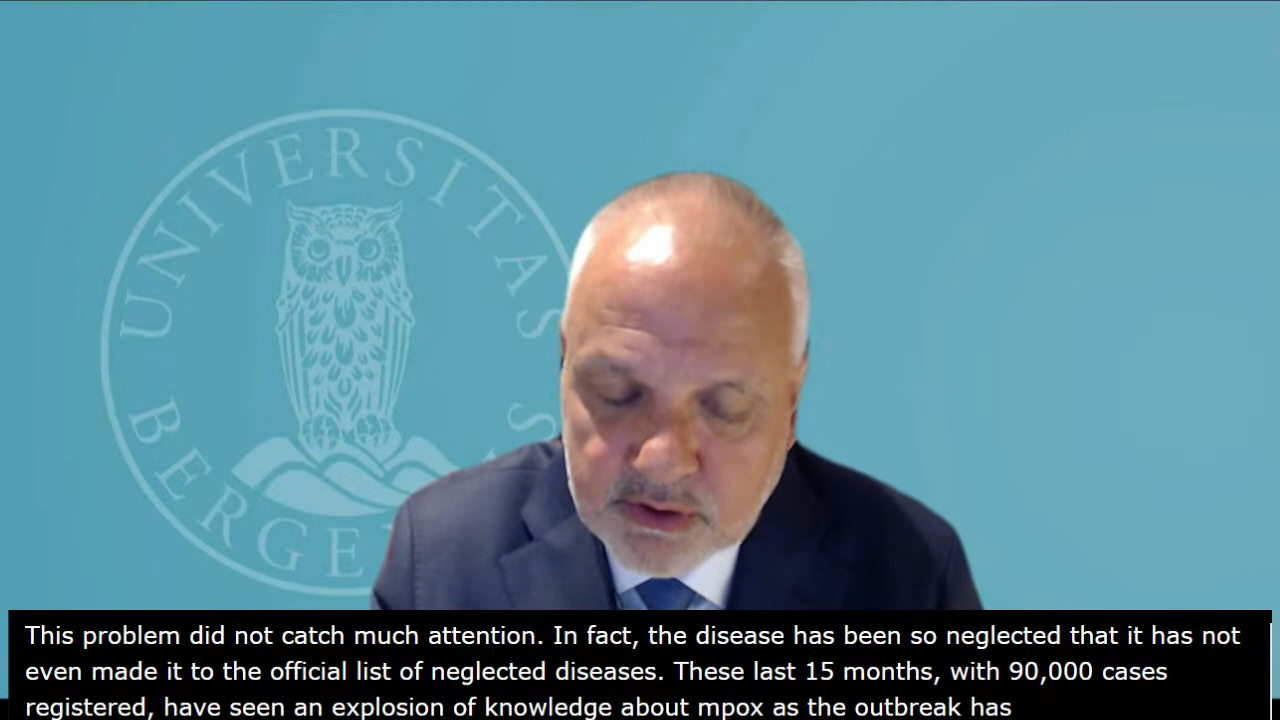 UNIVERSITAS
BERGE
S
This problem did not catch much attention. In fact, the disease has been so neglected that it has not
even made it to the official list of neglected diseases. These last 15 months, with 90,000 cases
registered, have seen an explosion of knowledge about mpox as the outbreak has